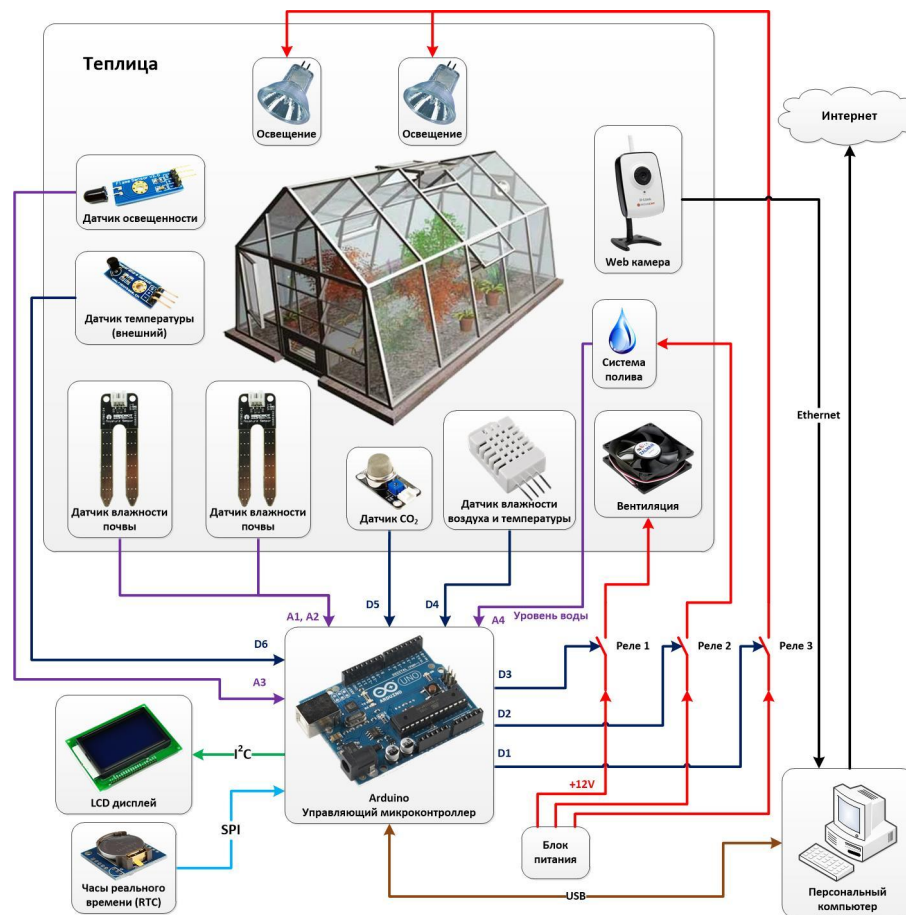 Теплица
Освещение
Освещение
Интернет
Датчик освещенности
Web камера
Датчик температуры
(внешний)
Система
полива
Ethernet
Датчик влажности
почвы
Датчик влажности
почвы
Датчик CO₂
Датчик влажности
воздуха и температуры
Вентиляция
A1, A2
D5
D4
A4
Уровень воды
D6
A3
D3
Реле 1
Реле 2
Реле 3
D2
D1
ARDUINO
UNO
I²C
LCD дисплей
Arduino
Управляющий микроконтроллер
+12V
SPI
Блок
питания
Часы реального
времени (RTC)
USB
Персональный
компьютер